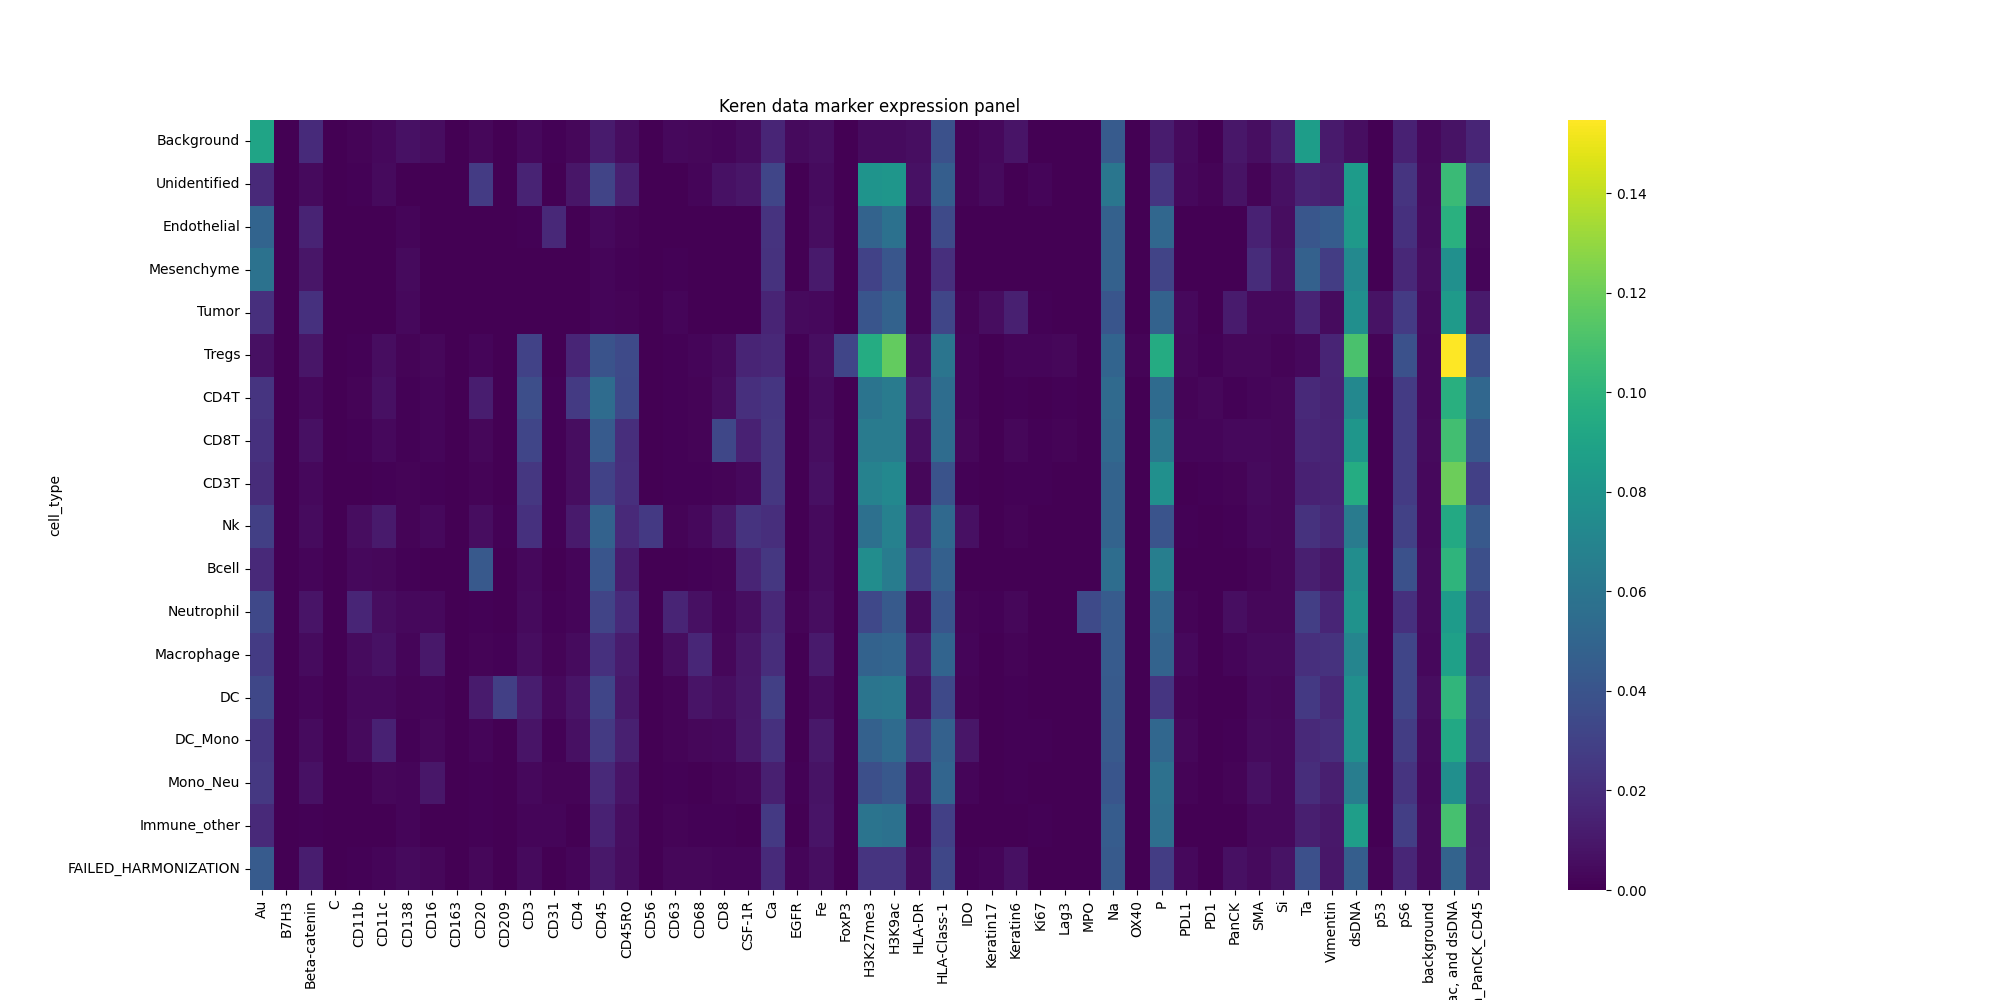 Keren data marker expression panel
cell_type
Background
Unidentified
Endothelial
Mesenchyme
Tumor
Tregs
CD4T
CD8T
CD3T
Nk
Bcell
Neutrophil
Macrophage
DC
DC_Mono
Mono_Neu
Immune_other
FAILED_HARMONIZATION
Au
B7H3
Beta-catenin
C
CD11b
CD11c
CD138
CD16
CD163
CD20
CD209
CD3
CD31
CD4
CD45
CD45RO
CD56
CD63
CD68
CD8
CSF-1R
Ca
EGFR
Fe
FoxP3
H3K27me3
H3K9ac
HLA-DR
HLA-Class-1
IDO
Keratin17
Keratin6
Ki67
Lag3
MPO
Na
OX40
P
PDL1
PD1
PanCK
SMA
Si
Ta
Vimentin
dsDNA
p53
pS6
background
ac, and dsDNA
_PanCK_CD45
0.14
0.12
0.10
0.08
0.06
0.04
0.02
0.00